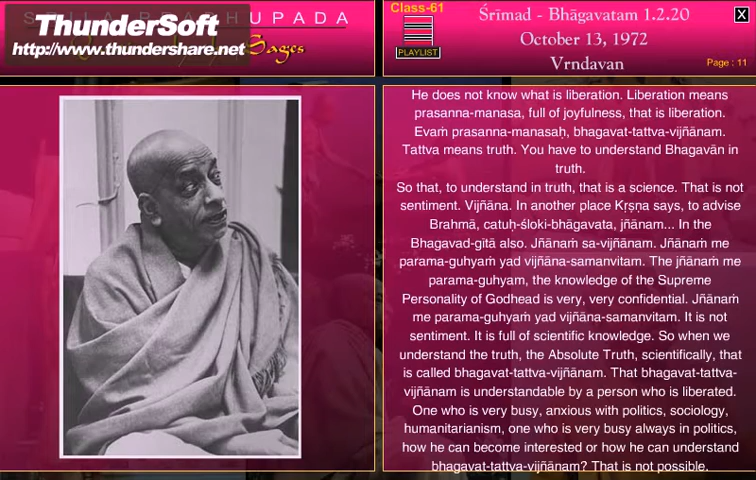 SRILA PRABHUPADA
ThunderSoft
http://www.thundershare.net
Sages
Class-61
PLAYLIST
Śrīmad - Bhāgavatam 1.2.20
October 13, 1972
Vrndavan
X
Page : 11
He does not know what is liberation. Liberation means
prasanna-manasa, full of joyfulness, that is liberation.
Evaṁ prasanna-manasaḥ, bhagavat-tattva-vijñānam.
Tattva means truth. You have to understand Bhagavān in
truth.
So that, to understand in truth, that is a science. That is not
sentiment. Vijñāna. In another place Kṛṣṇa says, to advise
Brahmā, catuḥ-śloki-bhāgavata, jñānam... In the
Bhagavad-gitā also. Jñānaṁ sa-vijñānam. Jñānaṁ me
parama-guhyaṁ yad vijñāna-samanvitam. The jñānaṁ me
parama-guhyam, the knowledge of the Supreme
Personality of Godhead is very, very confidential. Jñānaṁ
me parama-guhyaṁ yad vijñāna-samanvitam. It is not
sentiment. It is full of scientific knowledge. So when we
understand the truth, the Absolute Truth, scientifically, that
is called bhagavat-tattva-vijñānam. That bhagavat-tattva-
vijñānam is understandable by a person who is liberated.
One who is very busy, anxious with politics, sociology,
humanitarianism, one who is very busy always in politics,
how he can become interested or how he can understand
bhagavat-tattva-vijñānam? That is not possible.